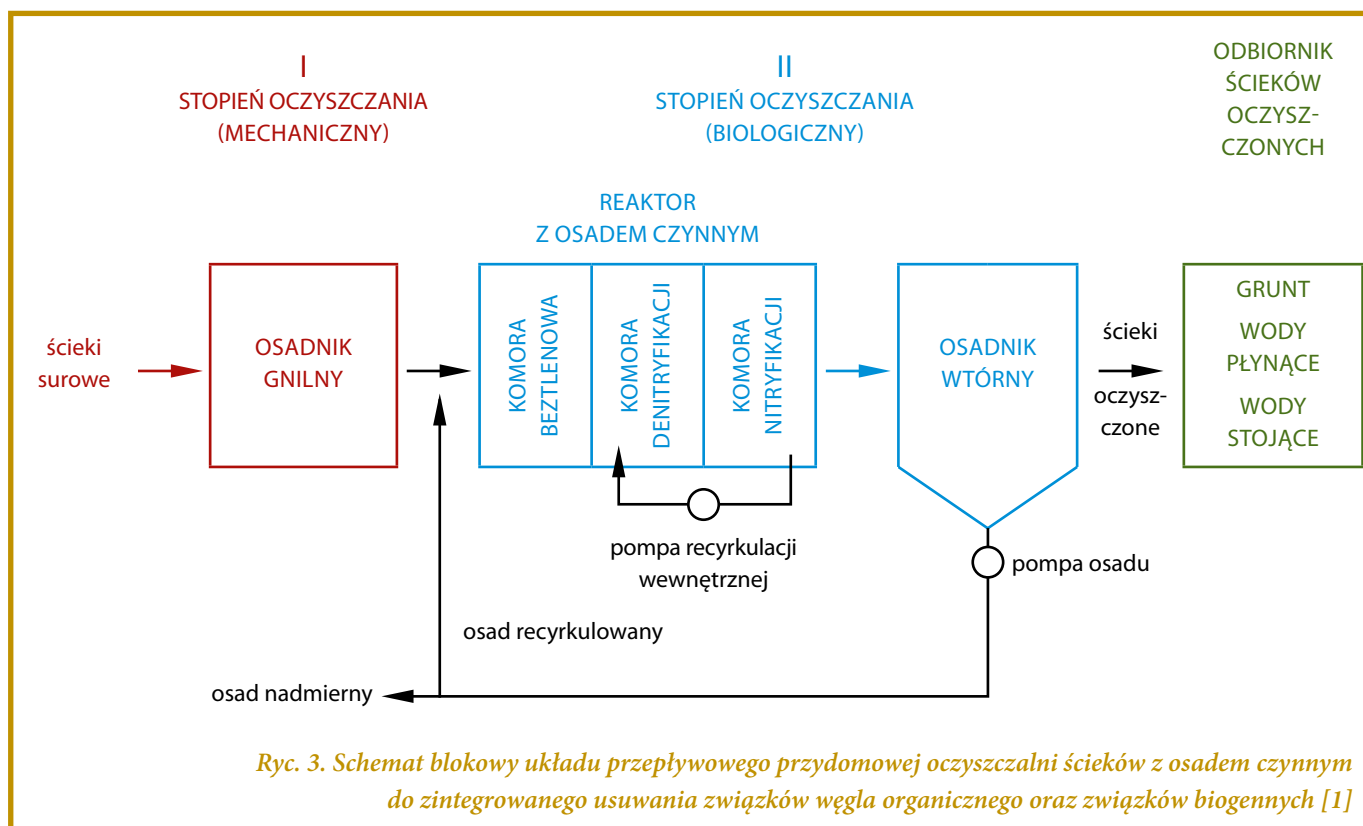 I
STOPIEŃ OCZYSZCZANIA
(MECHANICZNY)
II
STOPIEŃ OCZYSZCZANIA
(BIOLOGICZNY)
ODBIORNIK
ŚCIEKÓW
OCZYSZ-
CZONYCH
REAKTOR
Z OSADEM CZYNNYM
ścieki
surowe
OSADNIK
GNILNY
KOMORA
BEZTLENOWA
KOMORA
DENITRYFIKACJI
KOMORA
NITRYFIKACJI
OSADNIK
WTÓRNY
ścieki
oczysz-
czone
GRUNT
WODY
PŁYNĄCE
WODY
STOJĄCE
pompa recyrkulacji
wewnętrznej
pompa osadu
osad recyrkulowany
osad nadmierny
Ryc. 3. Schemat blokowy układu przepływowego przydomowej oczyszczalni ścieków z osadem czynnym
do zintegrowanego usuwania związków węgla organicznego oraz związków biogennych [1]